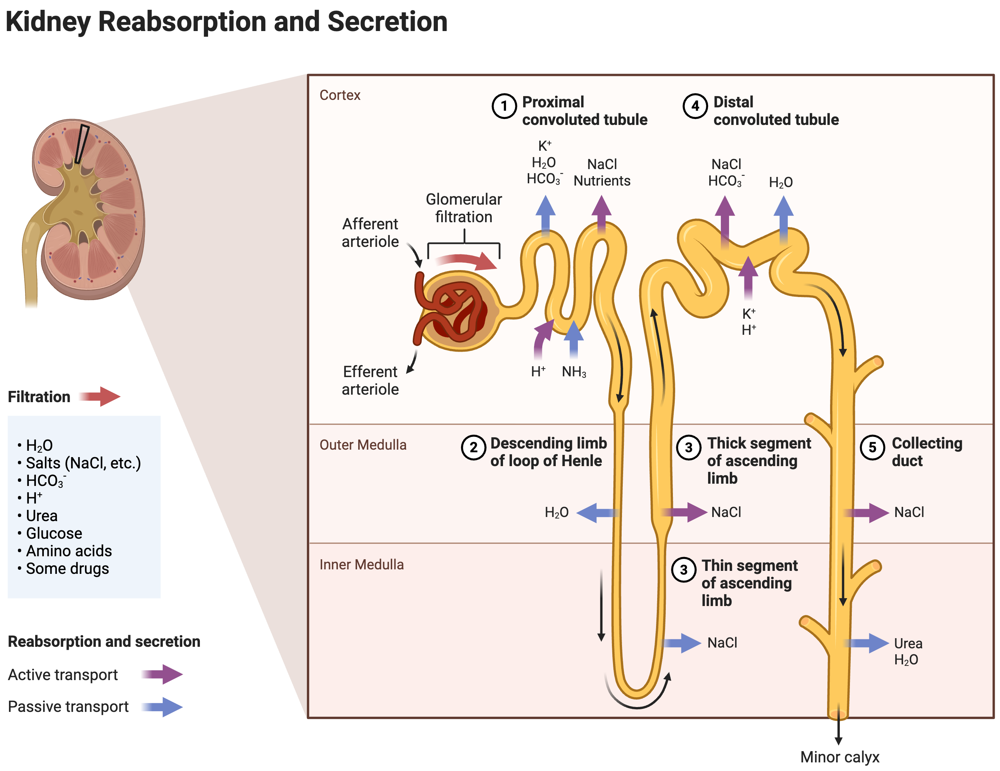 Kidney Reabsorption and Secretion
Cortex
1
Proximal
convoluted tubule
4
Distal
convoluted tubule
K⁺
H₂O
HCO₃⁻
NaCl
Nutrients
NaCl
HCO₃⁻
H₂O
Glomerular
filtration
Afferent
arteriole
K⁺
H⁺
H⁺
NH₃
Efferent
arteriole
Filtration
• H₂O
• Salts (NaCl, etc.)
• HCO₃⁻
• H⁺
• Urea
• Glucose
• Amino acids
• Some drugs
Outer Medulla
2
Descending limb
of loop of Henle
3
Thick segment
of ascending
limb
5
Collecting
duct
H₂O
NaCl
NaCl
Inner Medulla
3
Thin segment
of ascending
limb
NaCl
Urea
H₂O
Reabsorption and secretion
Active transport
Passive transport
Minor calyx